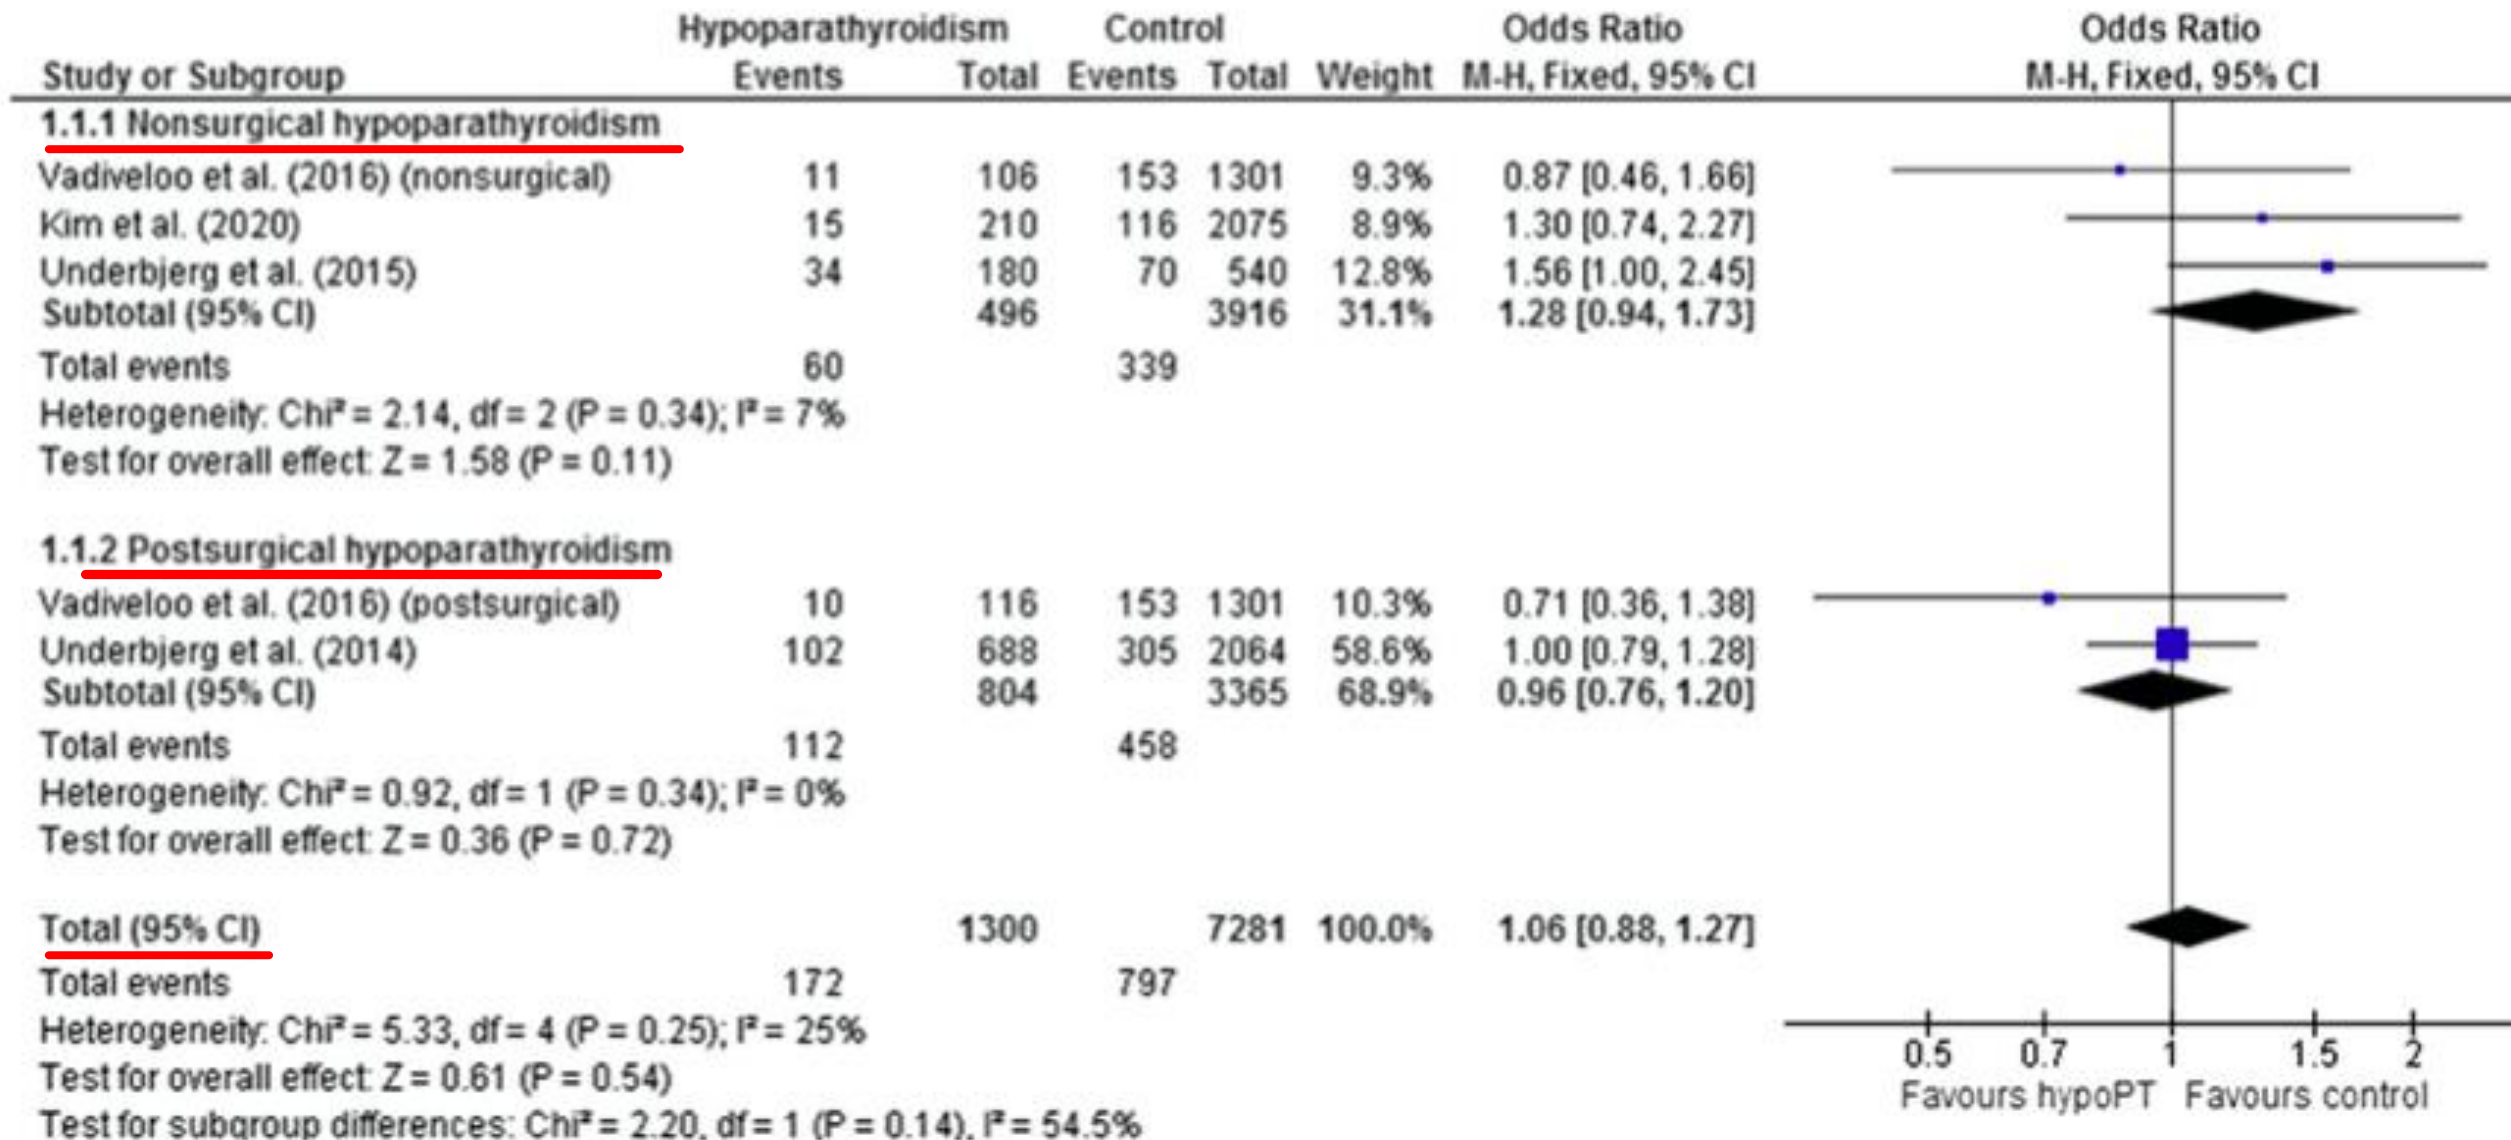 Hypoparathyroidism Control Odds Ratio Odds Ratio
Study or Subgroup Events Total Events Total Weight M-H, Fixed, 95% CI M-H, Fixed, 95% CI
1.1.1 Nonsurgical hypoparathyroidism
Vadiveloo et al. (2016) (nonsurgical) 11 106 153 1301 9.3% 0.87 [0.46, 1.66]
Kim et al. (2020) 15 210 116 2075 8.9% 1.30 [0.74, 2.27]
Underbjerg et al. (2015) 34 180 70 540 12.8% 1.56 [1.00, 2.45]
Subtotal (95% CI) 496 3916 31.1% 1.28 [0.94, 1.73]
Total events 60 339
Heterogeneity: Chi² = 2.14, df = 2 (P = 0.34); I² = 7%
Test for overall effect: Z = 1.58 (P = 0.11)
1.1.2 Postsurgical hypoparathyroidism
Vadiveloo et al. (2016) (postsurgical) 10 116 153 1301 10.3% 0.71 [0.36, 1.38]
Underbjerg et al. (2014) 102 688 305 2064 58.6% 1.00 [0.79, 1.28]
Subtotal (95% CI) 804 3365 68.9% 0.96 [0.76, 1.20]
Total events 112 458
Heterogeneity: Chi² = 0.92, df = 1 (P = 0.34); I² = 0%
Test for overall effect: Z = 0.36 (P = 0.72)
Total (95% CI) 1300 7281 100.0% 1.06 [0.88, 1.27]
Total events 172 797
Heterogeneity: Chi² = 5.33, df = 4 (P = 0.25); I² = 25%
Test for overall effect: Z = 0.61 (P = 0.54)
Test for subgroup differences: Chi² = 2.20, df = 1 (P = 0.14), I² = 54.5%
0.5 0.7 1 1.5 2
Favours hypoPT Favours control